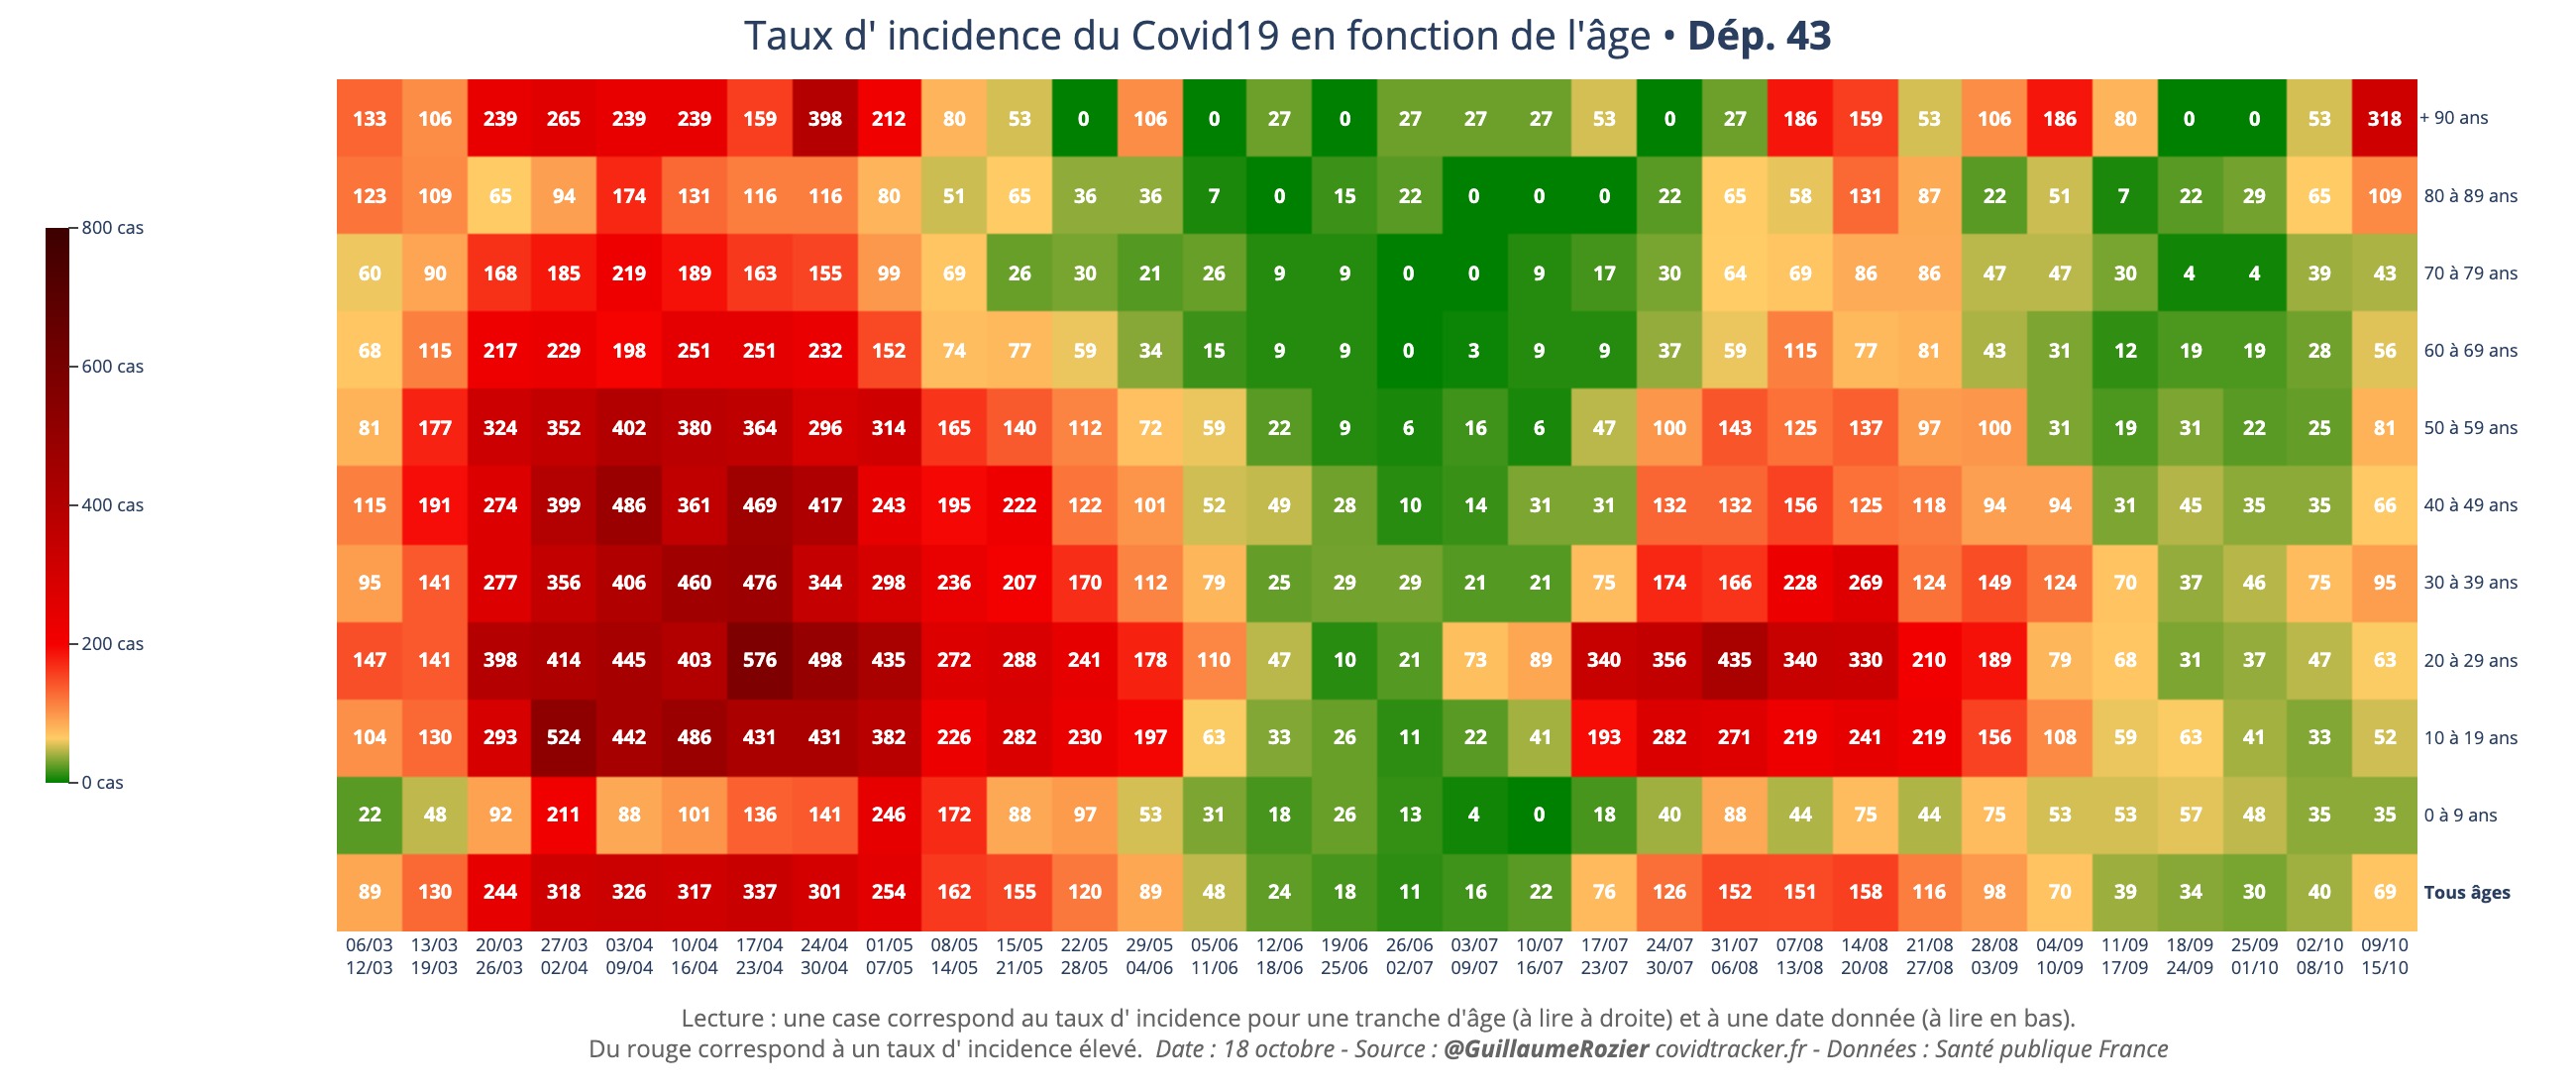 Taux d' incidence du Covid19 en fonction de l'âge • Dép. 43
133 106 239 265 239 239 159 398 212 80 53 0 106 0 27 0 27 27 27 53 0 27 186 159 53 106 186 80 0 0 53 318 + 90 ans
123 109 65 94 174 131 116 116 80 51 65 36 36 7 0 15 22 0 0 0 22 65 58 131 87 22 51 7 22 29 65 109 80 à 89 ans
800 cas
60 90 168 185 219 189 163 155 99 69 26 30 21 26 9 9 0 0 9 17 30 64 69 86 86 47 47 30 4 4 39 43 70 à 79 ans
68 115 217 229 198 251 251 232 152 74 77 59 34 15 9 9 0 3 9 9 37 59 115 77 81 43 31 12 19 19 28 56 60 à 69 ans
600 cas
81 177 324 352 402 380 364 296 314 165 140 112 72 59 22 9 6 16 6 47 100 143 125 137 97 100 31 19 31 22 25 81 50 à 59 ans
115 191 274 399 486 361 469 417 243 195 222 122 101 52 49 28 10 14 31 31 132 132 156 125 118 94 94 31 45 35 35 66 40 à 49 ans
400 cas
95 141 277 356 406 460 476 344 298 236 207 170 112 79 25 29 29 21 21 75 174 166 228 269 124 149 124 70 37 46 75 95 30 à 39 ans
200 cas
147 141 398 414 445 403 576 498 435 272 288 241 178 110 47 10 21 73 89 340 356 435 340 330 210 189 79 68 31 37 47 63 20 à 29 ans
104 130 293 524 442 486 431 431 382 226 282 230 197 63 33 26 11 22 41 193 282 271 219 241 219 156 108 59 63 41 33 52 10 à 19 ans
0 cas
22 48 92 211 88 101 136 141 246 172 88 97 53 31 18 26 13 4 0 18 40 88 44 75 44 75 53 53 57 48 35 35 0 à 9 ans
89 130 244 318 326 317 337 301 254 162 155 120 89 48 24 18 11 16 22 76 126 152 151 158 116 98 70 39 34 30 40 69 Tous âges
06/03 13/03 20/03 27/03 03/04 10/04 17/04 24/04 01/05 08/05 15/05 22/05 29/05 05/06 12/06 19/06 26/06 03/07 10/07 17/07 24/07 31/07 07/08 14/08 21/08 28/08 04/09 11/09 18/09 25/09 02/10 09/10
12/03 19/03 26/03 02/04 09/04 16/04 23/04 30/04 07/05 14/05 21/05 28/05 04/06 11/06 18/06 25/06 02/07 09/07 16/07 23/07 30/07 06/08 13/08 20/08 27/08 03/09 10/09 17/09 24/09 01/10 08/10 15/10
Lecture : une case correspond au taux d' incidence pour une tranche d'âge (à lire à droite) et à une date donnée (à lire en bas).
Du rouge correspond à un taux d' incidence élevé. Date : 18 octobre - Source : @GuillaumeRozier covidtracker.fr - Données : Santé publique France